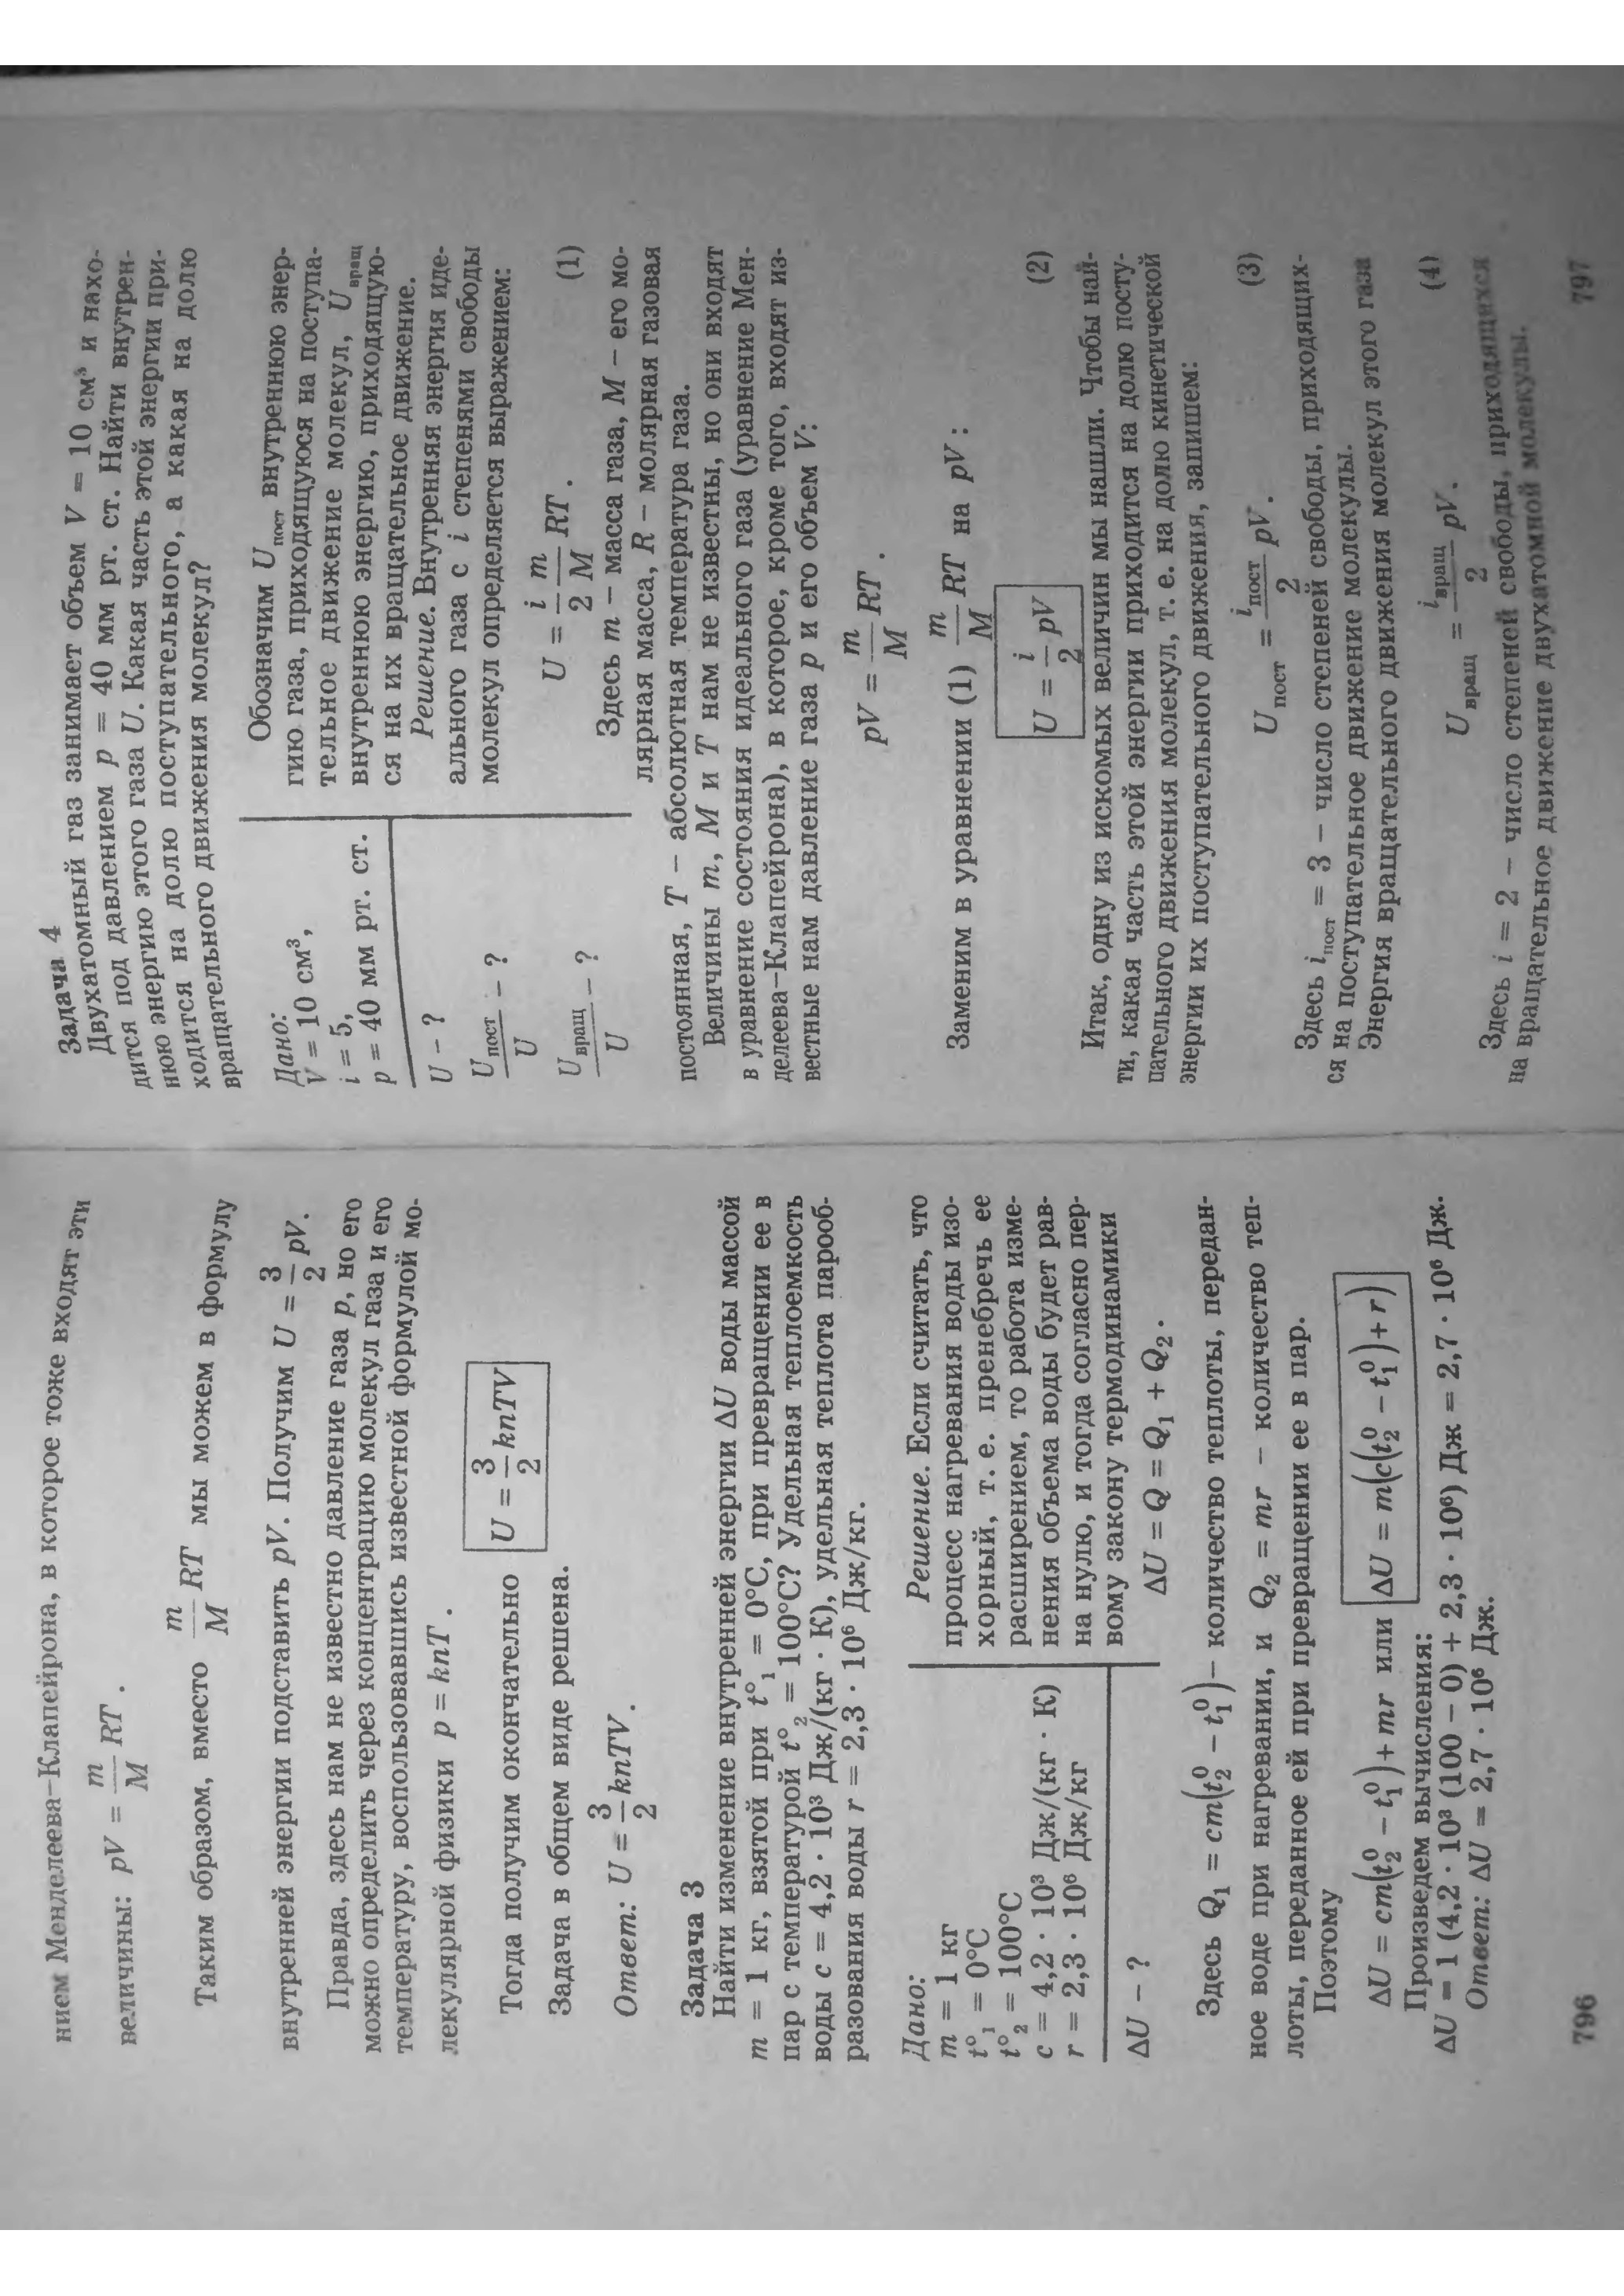 нием Менделеева–Клапейрона, в которое тоже входят эти
величины: pV = m/M RT .
Таким образом, вместо m/M RT мы можем в формулу
внутренней энергии подставить pV. Получим U = 3/2 pV.
Правда, здесь нам не известно давление газа p, но его
можно определить через концентрацию молекул газа и его
температуру, воспользовавшись известной формулой мо-
лекулярной физики p = knT .
Тогда получим окончательно U = 3/2 knTV
Задача в общем виде решена.
Ответ: U = 3/2 knTV .
Задача 3
Найти изменение внутренней энергии ΔU воды массой
m = 1 кг, взятой при t°₁ = 0°C, при превращении ее в
пар с температурой t°₂ = 100°C? Удельная теплоемкость
воды c = 4,2 · 10³ Дж/(кг · К), удельная теплота парооб-
разования воды r = 2,3 · 10⁶ Дж/кг.
Дано:
m = 1 кг
t°₁ = 0°C
t°₂ = 100°C
c = 4,2 · 10³ Дж/(кг · К)
r = 2,3 · 10⁶ Дж/кг
ΔU – ?
Решение. Если считать, что
процесс нагревания воды изо-
хорный, т. е. пренебречь ее
расширением, то работа изме-
нения объема воды будет рав-
на нулю, и тогда согласно пер-
вому закону термодинамики
ΔU = Q = Q₁ + Q₂ .
Здесь Q₁ = cm(t₂⁰ – t₁⁰) – количество теплоты, передан-
ное воде при нагревании, и Q₂ = mr – количество теп-
лоты, переданное ей при превращении ее в пар.
Поэтому
ΔU = cm(t₂⁰ – t₁⁰) + mr или ΔU = m(c(t₂⁰ – t₁⁰) + r)
Произведем вычисления:
ΔU = 1 (4,2 · 10³ (100 – 0) + 2,3 · 10⁶) Дж = 2,7 · 10⁶ Дж.
Ответ: ΔU = 2,7 · 10⁶ Дж.
796
Задача 4
Двухатомный газ занимает объем V = 10 см³ и нахо-
дится под давлением p = 40 мм рт. ст. Найти внутрен-
нюю энергию этого газа U. Какая часть этой энергии при-
ходится на долю поступательного, а какая на долю
вращательного движения молекул?
Дано:
V = 10 см³,
i = 5,
p = 40 мм рт. ст.
U – ?
Uпост/U – ?
Uвращ/U – ?
Обозначим Uпост внутреннюю энер-
гию газа, приходящуюся на поступа-
тельное движение молекул, Uвращ
внутреннюю энергию, приходящую-
ся на их вращательное движение.
Решение. Внутренняя энергия иде-
ального газа с i степенями свободы
молекул определяется выражением:
U = i/2 m/M RT . (1)
Здесь m – масса газа, M – его мо-
лярная масса, R – молярная газовая
постоянная, T – абсолютная температура газа.
Величины m, M и T нам не известны, но они входят
в уравнение состояния идеального газа (уравнение Мен-
делеева–Клапейрона), в которое, кроме того, входят из-
вестные нам давление газа p и его объем V:
pV = m/M RT .
Заменим в уравнении (1) m/M RT на pV :
U = i/2 pV (2)
Итак, одну из искомых величин мы нашли. Чтобы най-
ти, какая часть этой энергии приходится на долю посту-
пательного движения молекул, т. е. на долю кинетической
энергии их поступательного движения, запишем:
Uпост = iпост/2 pV . (3)
Здесь iпост = 3 – число степеней свободы, приходящих-
ся на поступательное движение молекулы.
Энергия вращательного движения молекул этого газа
Uвращ = iвращ/2 pV . (4)
Здесь i = 2 – число степеней свободы, приходящихся
на вращательное движение двухатомной молекулы.
797